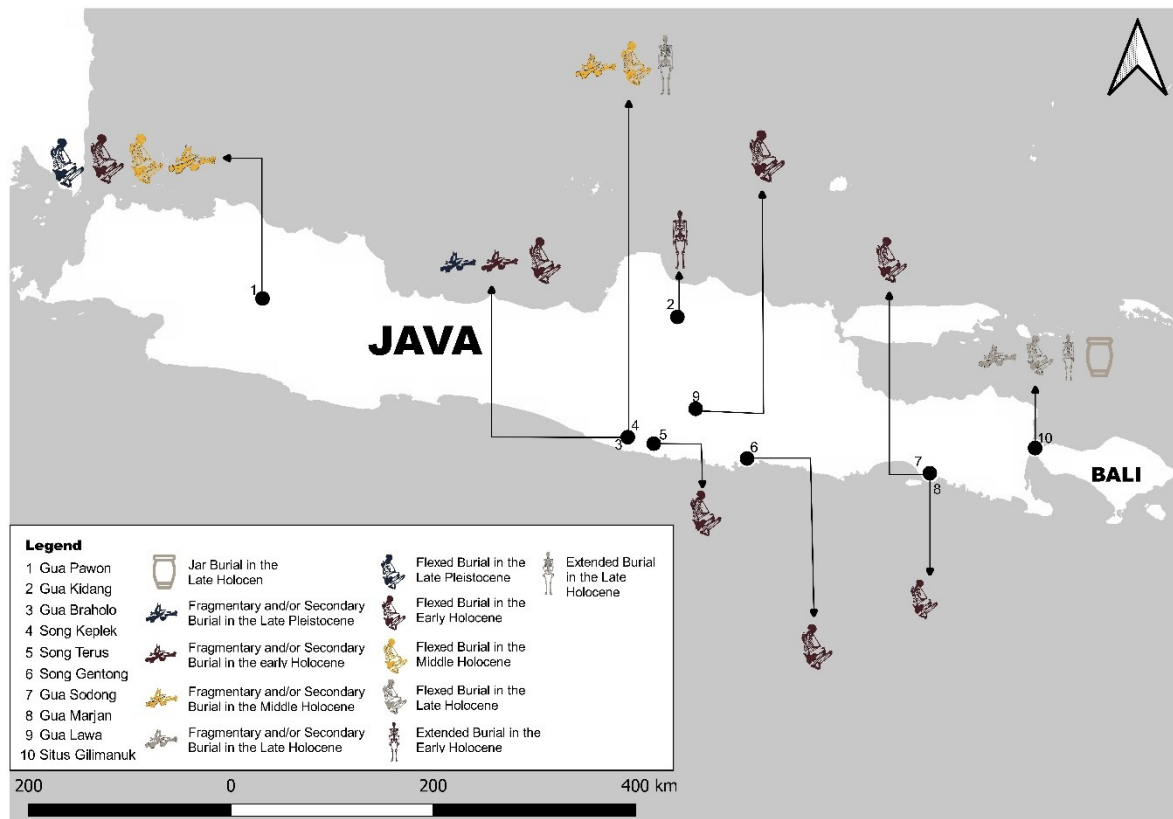 1
2
3
4
5
6
7
8
9
10
JAVA
BALI
Legend
1 Gua Pawon
2 Gua Kidang
3 Gua Braholo
4 Song Keplek
5 Song Terus
6 Song Gentong
7 Gua Sodong
8 Gua Marjan
9 Gua Lawa
10 Situs Gilimanuk
Jar Burial in the
Late Holocen
Fragmentary and/or Secondary
Burial in the Late Pleistocene
Fragmentary and/or Secondary
Burial in the early Holocene
Fragmentary and/or Secondary
Burial in the Middle Holocene
Fragmentary and/or Secondary
Burial in the Late Holocene
Flexed Burial in the
Late Pleistocene
Flexed Burial in the
Early Holocene
Flexed Burial in the
Middle Holocene
Flexed Burial in the
Late Holocene
Extended Burial in the
Early Holocene
Extended Burial
in the Late
Holocene
200 0 200 400 km